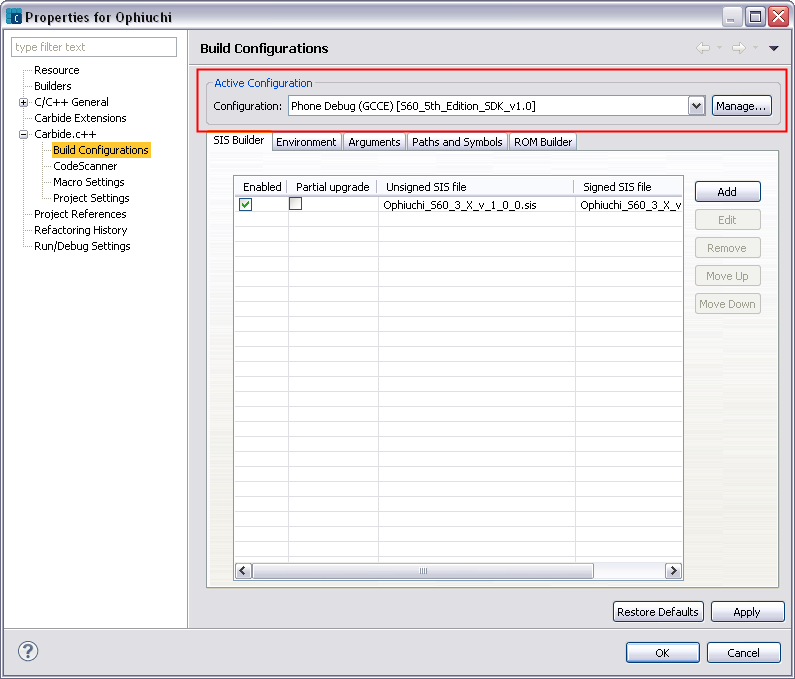 Properties for Ophiuchi
type filter text
Resource
Builders
C/C++ General
Carbide Extensions
Carbide.c++
Build Configurations
CodeScanner
Macro Settings
Project Settings
Project References
Refactoring History
Run/Debug Settings
Build Configurations
Active Configuration
Configuration: Phone Debug (GCCE) [S60_5th_Edition_SDK_v1.0] Manage...
SIS Builder Environment Arguments Paths and Symbols ROM Builder
Enabled Partial upgrade Unsigned SIS file Signed SIS file
Ophiuchi_S60_3_X_v_1_0_0.sis Ophiuchi_S60_3_X_v
Add
Edit
Remove
Move Up
Move Down
Restore Defaults Apply
? OK Cancel